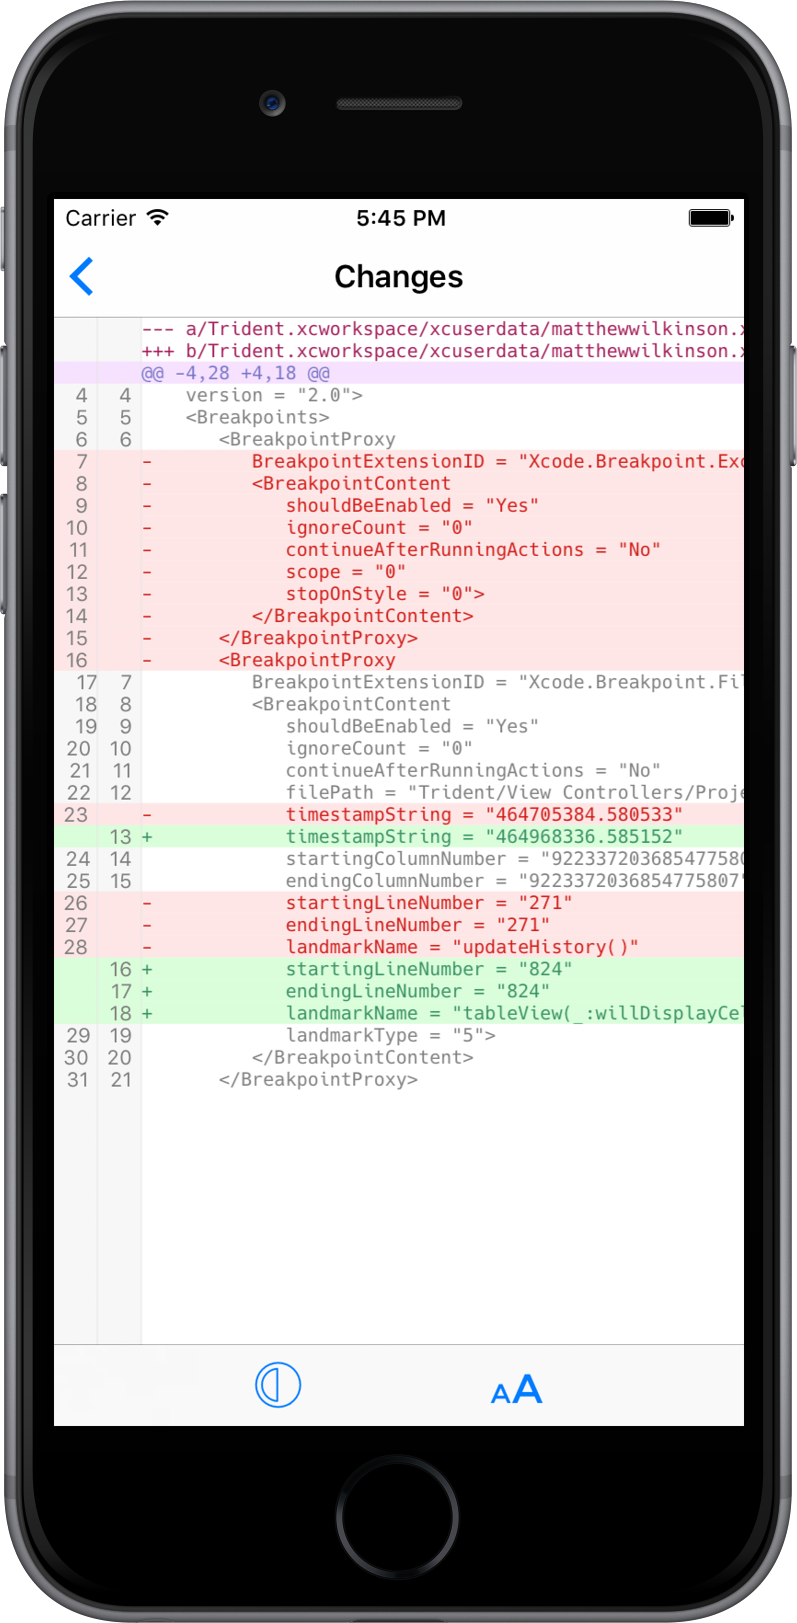 Carrier 5:45 PM
Changes
--- a/Trident.xcworkspace/xcuserdata/matthewwilkinson.x
+++ b/Trident.xcworkspace/xcuserdata/matthewwilkinson.x
@@ -4,28 +4,18 @@
4 4 version = "2.0">
5 5 <Breakpoints>
6 6 <BreakpointProxy
7 - BreakpointExtensionID = "Xcode.Breakpoint.Exc
8 - <BreakpointContent
9 - shouldBeEnabled = "Yes"
10 - ignoreCount = "0"
11 - continueAfterRunningActions = "No"
12 - scope = "0"
13 - stopOnStyle = "0">
14 - </BreakpointContent>
15 - </BreakpointProxy>
16 - <BreakpointProxy
17 7 BreakpointExtensionID = "Xcode.Breakpoint.Fil
18 8 <BreakpointContent
19 9 shouldBeEnabled = "Yes"
20 10 ignoreCount = "0"
21 11 continueAfterRunningActions = "No"
22 12 filePath = "Trident/View Controllers/Proje
23 - timestampString = "464705384.580533"
13 + timestampString = "464968336.585152"
24 14 startingColumnNumber = "922337203685477580
25 15 endingColumnNumber = "9223372036854775807"
26 - startingLineNumber = "271"
27 - endingLineNumber = "271"
28 - landmarkName = "updateHistory()"
16 + startingLineNumber = "824"
17 + endingLineNumber = "824"
18 + landmarkName = "tableView(_:willDisplayCel
29 19 landmarkType = "5">
30 20 </BreakpointContent>
31 21 </BreakpointProxy>
AA